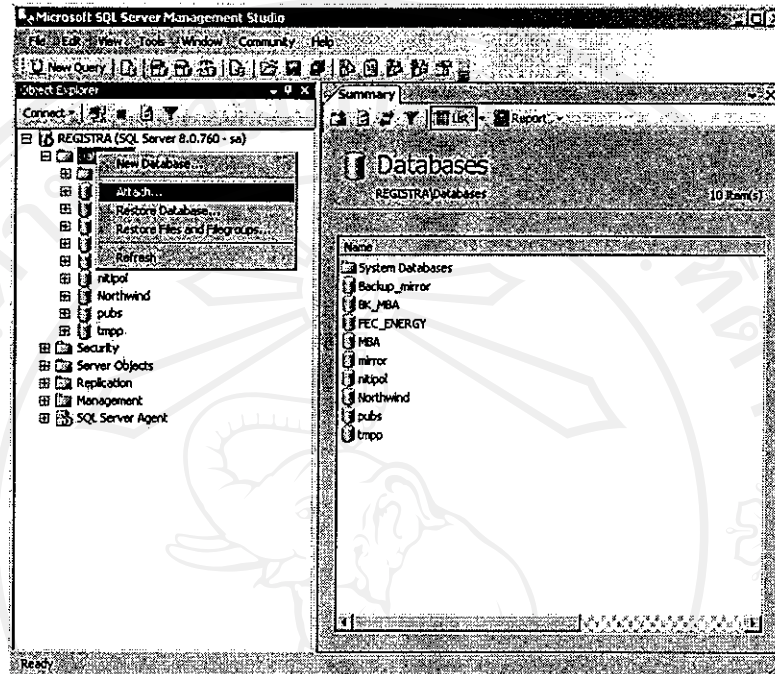 Microsoft SQL Server Management Studio
File Edit View Tools Window Community Help
New Query
Object Explorer
Connect
REGISTRA (SQL Server 8.0.760 - sa)
New Database...
Attach...
Restore Database...
Restore Files and Filegroups...
Refresh
nitipol
Northwind
pubs
tmpp
Security
Server Objects
Replication
Management
SQL Server Agent
Summary
List
Report
Databases
REGISTRA\Databases
10 Item(s)
Name
System Databases
Backup_mirror
BK_MBA
FEC_ENERGY
MBA
mirror
nitipol
Northwind
pubs
tmpp
Ready